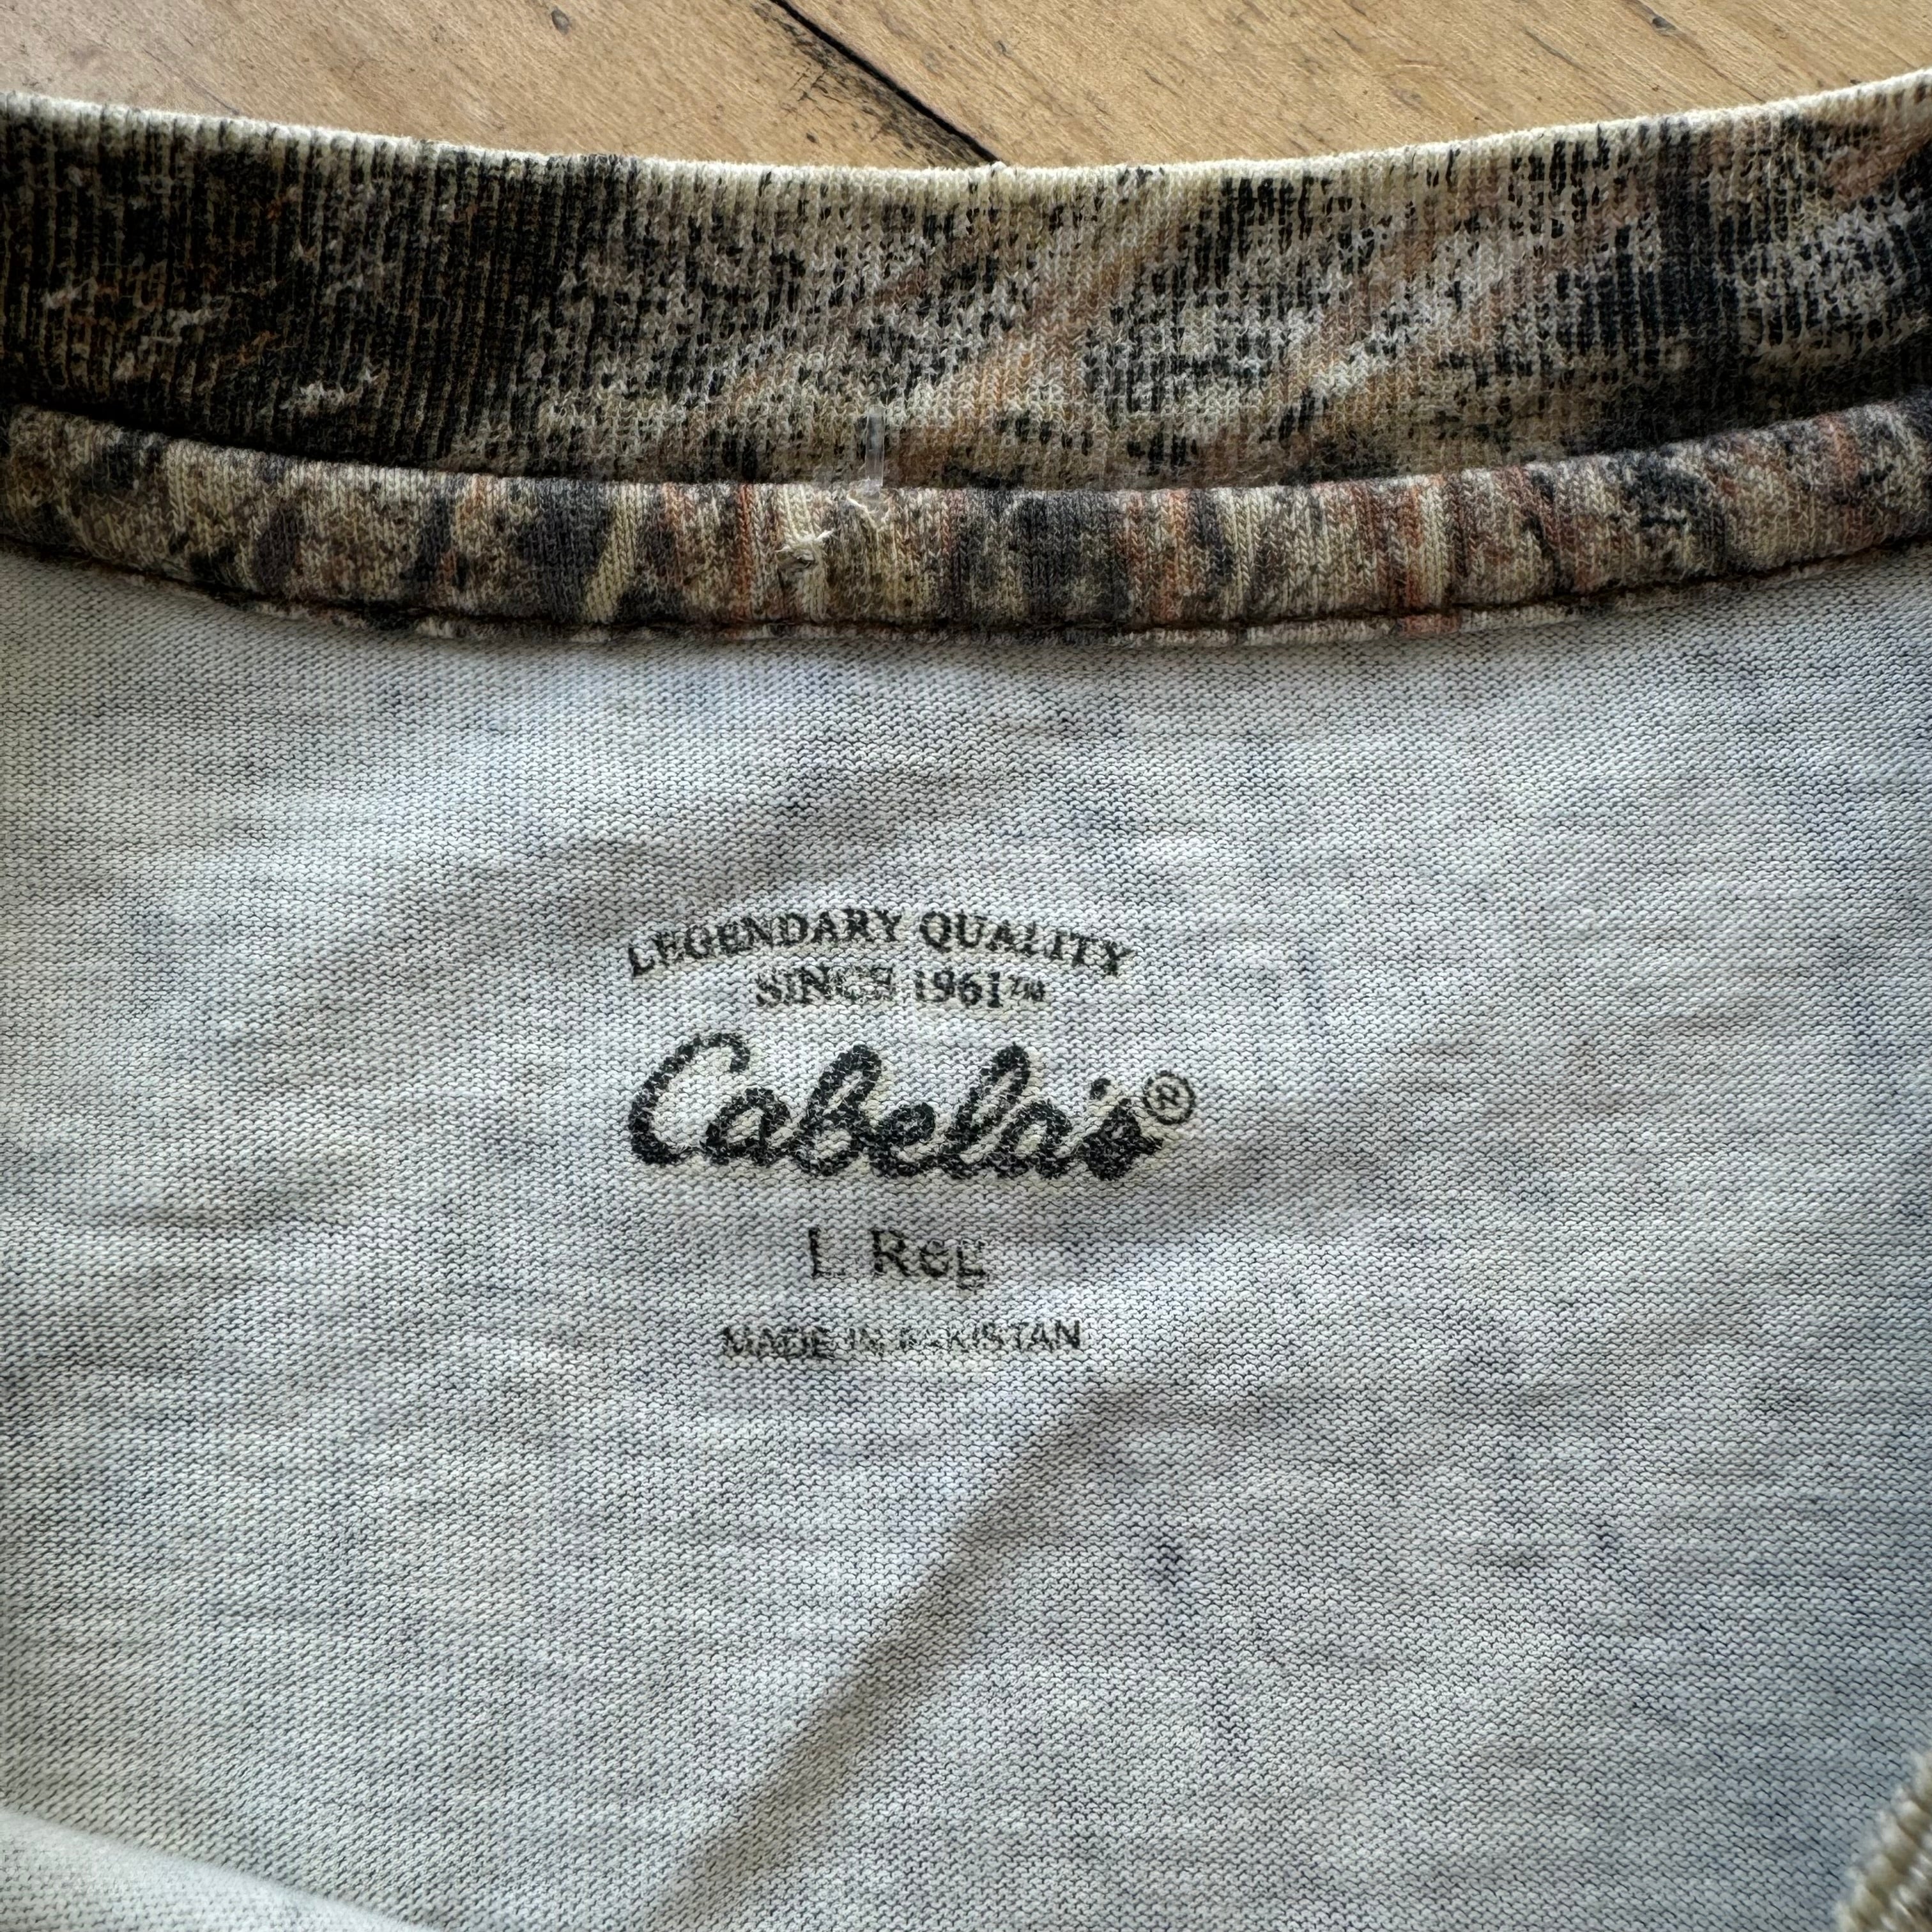 LEGENDARY QUALITY
SINCE 1961™
Cabela's®
L Reg
MADE IN PAKISTAN